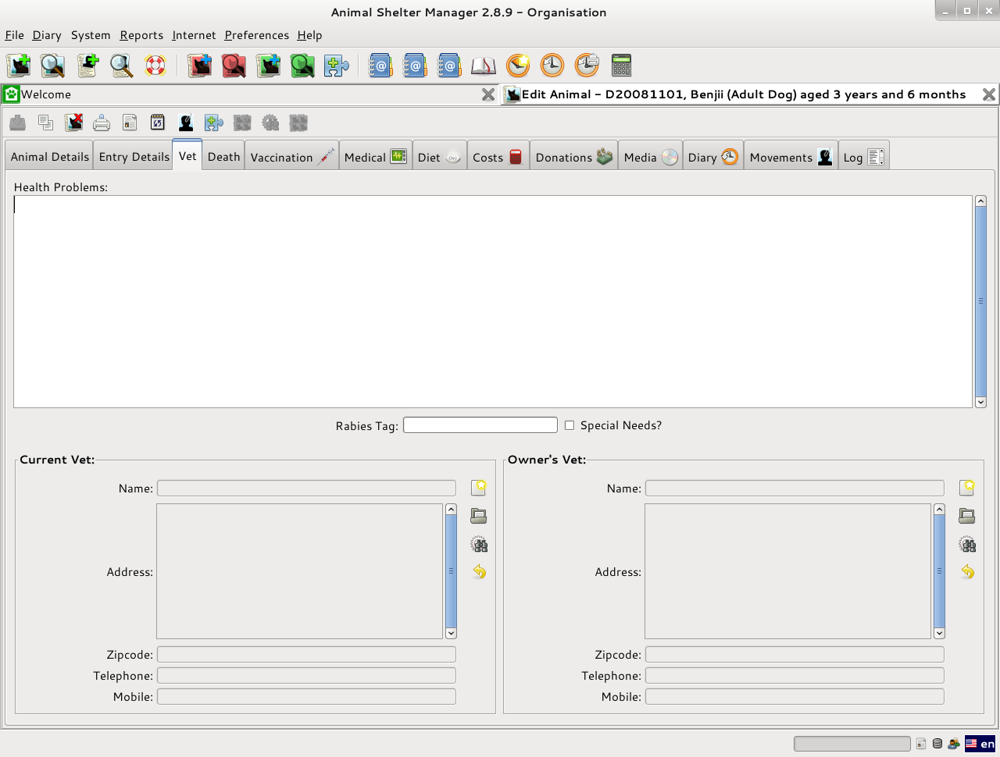 Animal Shelter Manager 2.8.9 - Organisation
File Diary System Reports Internet Preferences Help
Welcome
Edit Animal - D20081101, Benjii (Adult Dog) aged 3 years and 6 months
Animal Details Entry Details Vet Death Vaccination Medical Diet Costs Donations Media Diary Movements Log
Health Problems:
Rabies Tag: Special Needs?
Current Vet: Owner's Vet:
Name: Name:
Address: Address:
Zipcode: Zipcode:
Telephone: Telephone:
Mobile: Mobile:
en